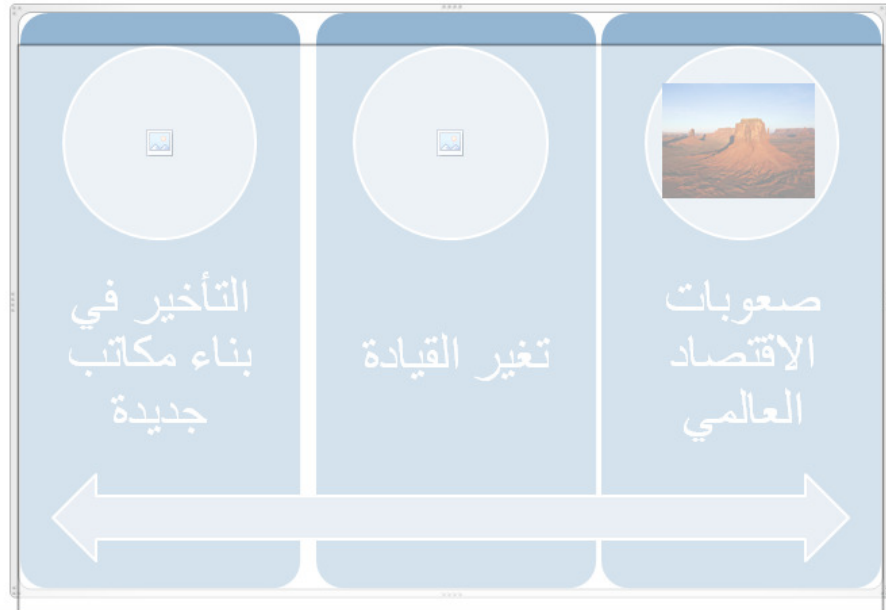 صعوبات
الاقتصاد
العالمي
تغير القيادة
التأخير في
بناء مكاتب
جديدة